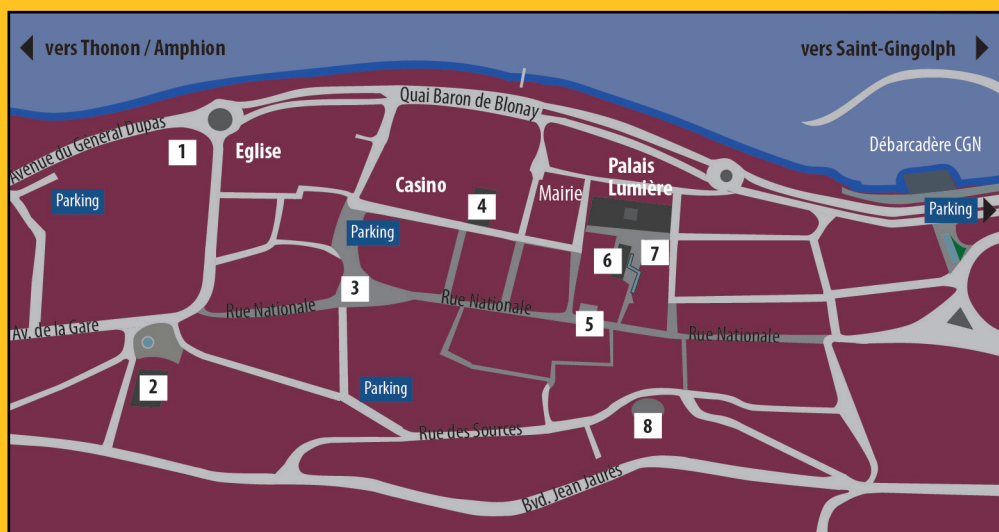 vers Thonon / Amphion
vers Saint-Gingolph
Quai Baron de Blonay
Avenue du Général Dupas
Débarcadère CGN
1
Eglise
Palais
Lumière
Casino
Mairie
Parking
4
Parking
Parking
6
7
3
Rue Nationale
Rue Nationale
5
Rue Nationale
Av. de la Gare
2
Parking
8
Rue des Sources
Bvd. Jean Jaurès